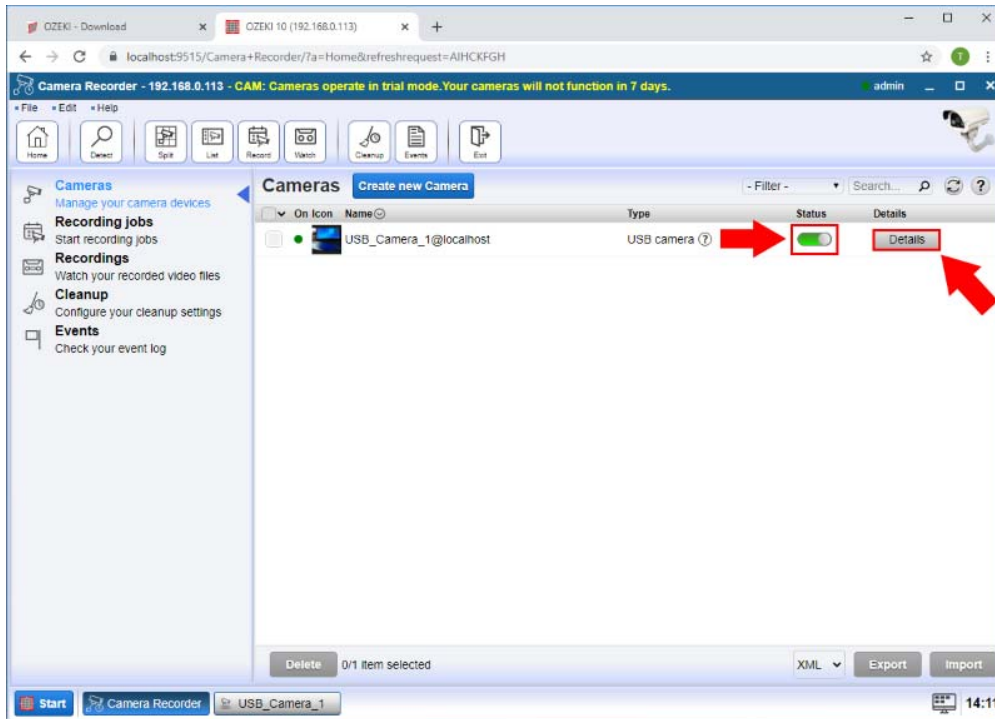 OZEKI - Download
OZEKI 10 (192.168.0.113)
localhost:9515/Camera+Recorder/?a=Home&refreshrequest=AIHCKFGH
T
Camera Recorder - 192.168.0.113 - CAM: Cameras operate in trial mode.Your cameras will not function in 7 days.
admin
File Edit Help
Home Detect Split List Record Watch Cleanup Events Exit
Cameras
Manage your camera devices
Recording jobs
Start recording jobs
Recordings
Watch your recorded video files
Cleanup
Configure your cleanup settings
Events
Check your event log
Cameras Create new Camera - Filter - Search... ?
On Icon Name Type Status Details
USB_Camera_1@localhost USB camera ? Details
Delete 0/1 item selected XML Export Import
Start Camera Recorder USB_Camera_1 14:11